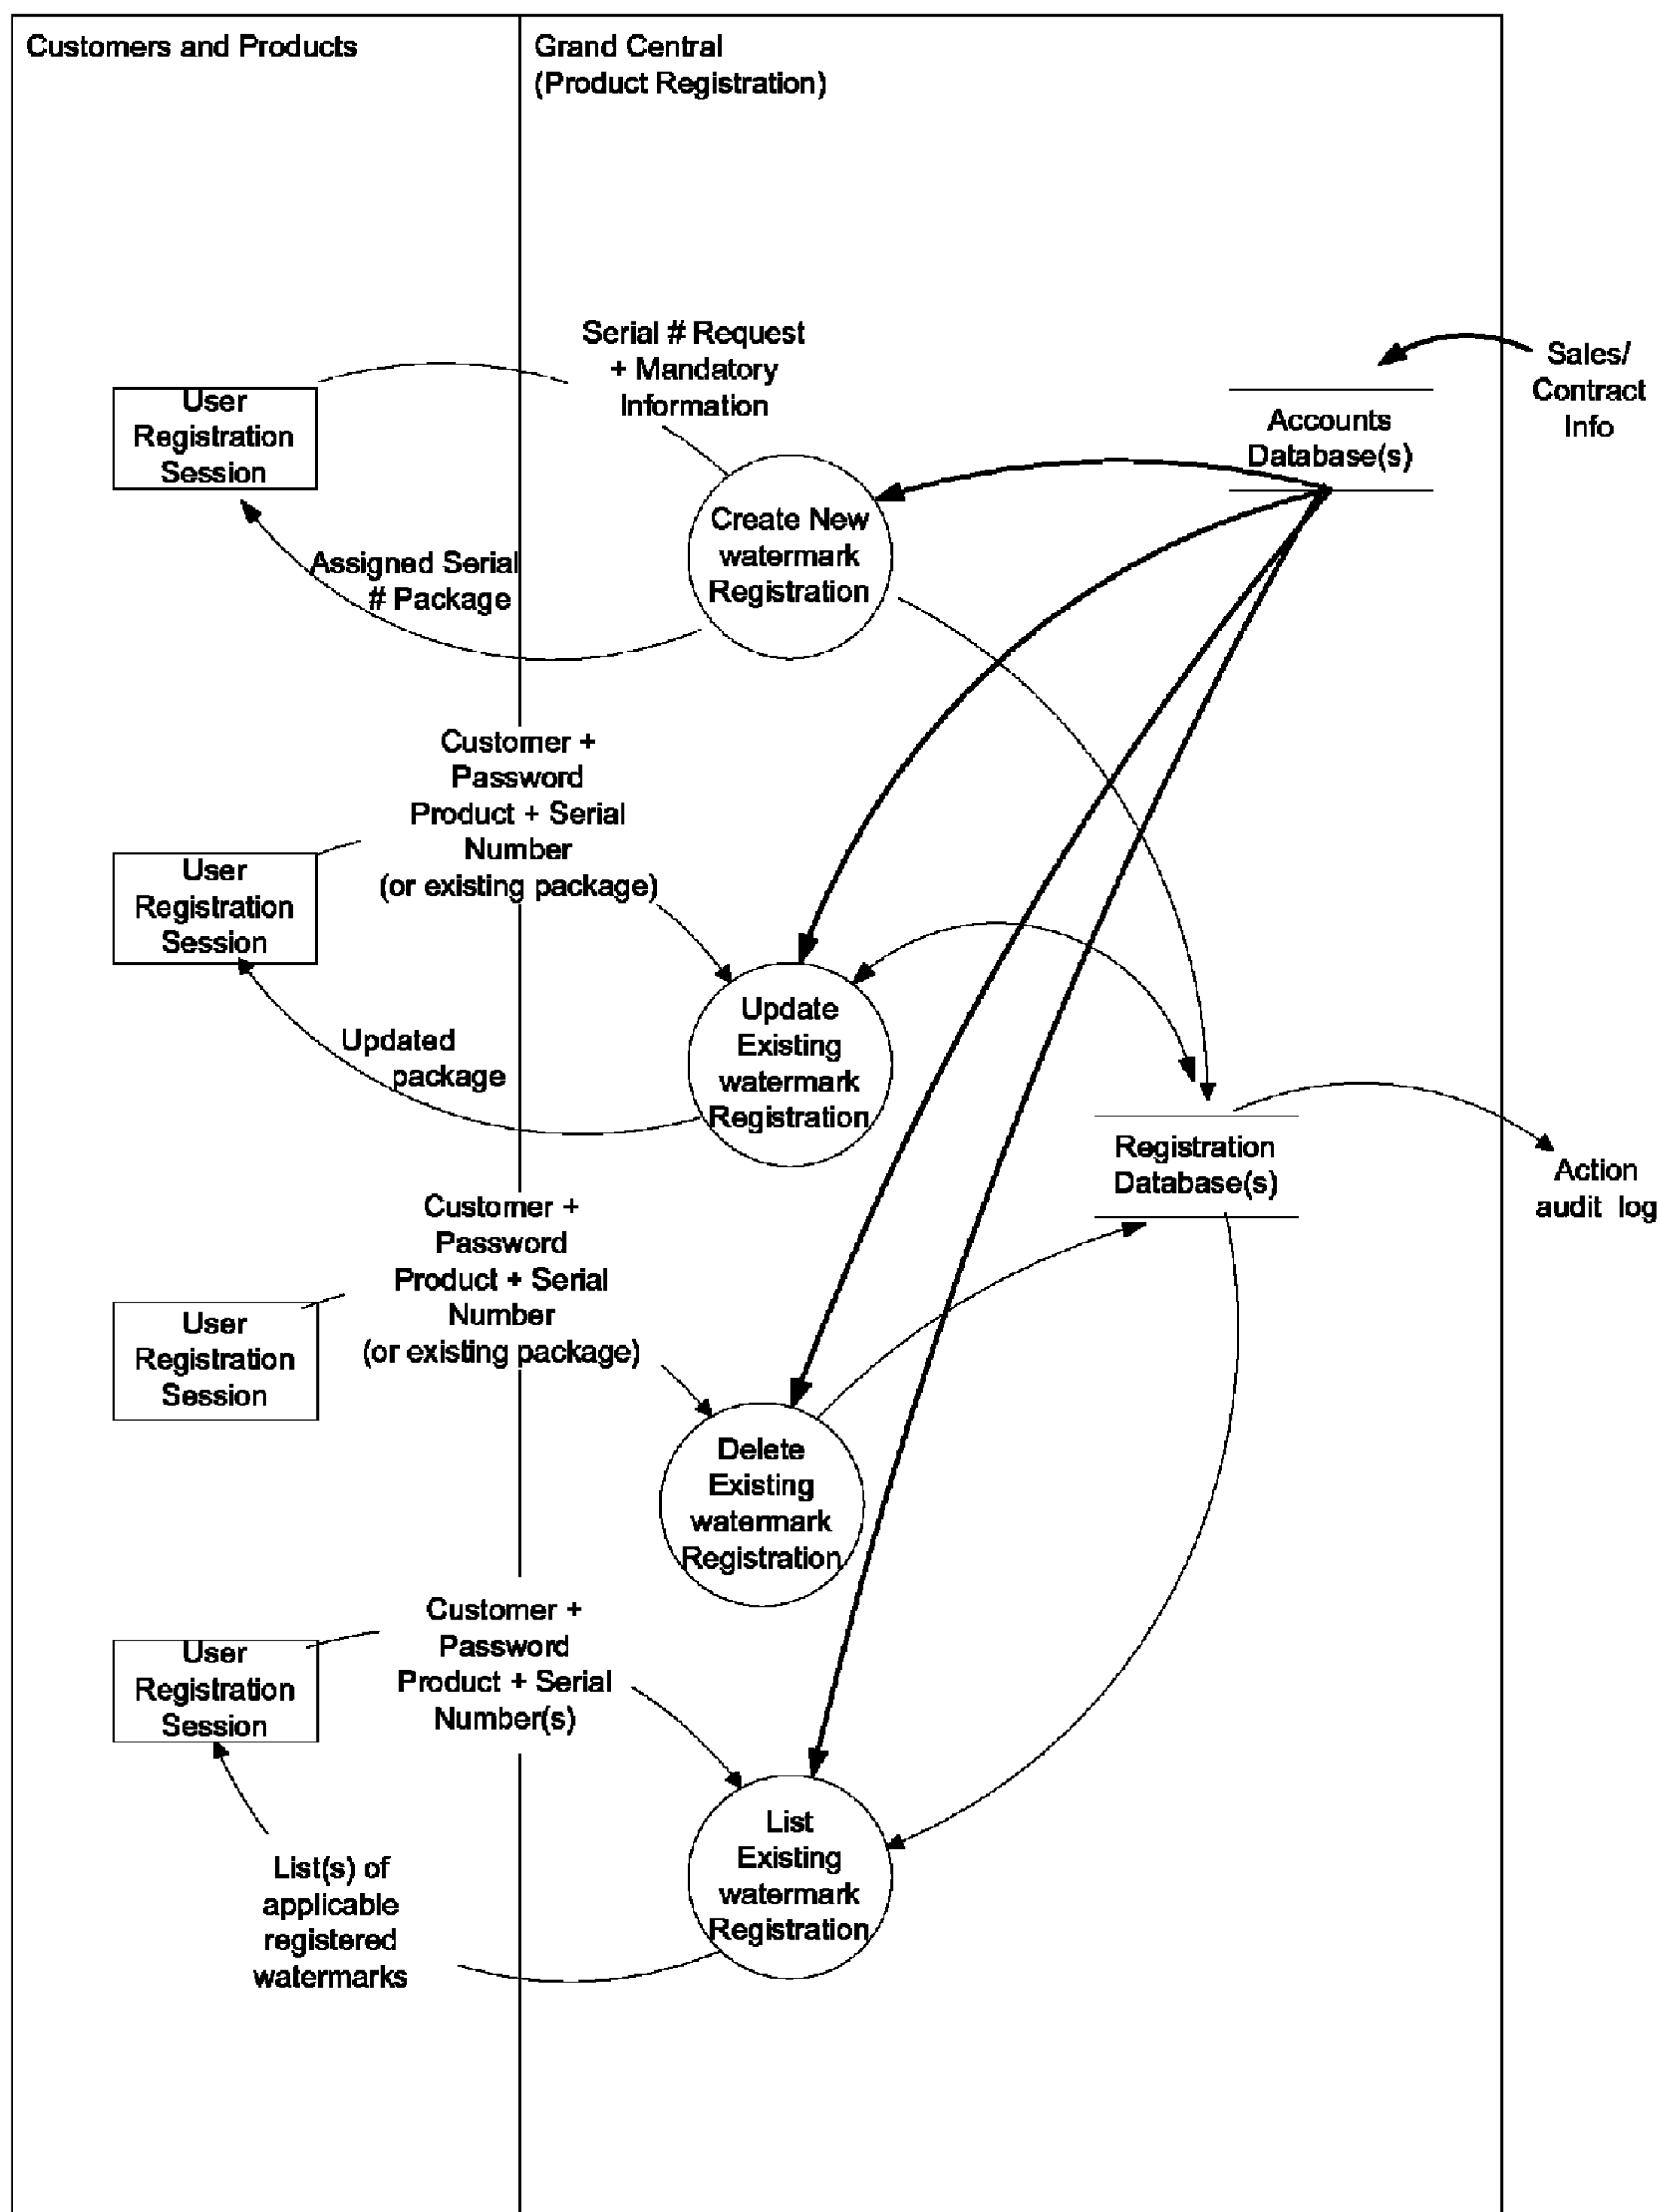 Customers and Products
Grand Central
(Product Registration)
Serial # Request
+ Mandatory
Information
Sales/
Contract
Info
User
Registration
Session
Accounts
Database(s)
Create New
watermark
Registration
Assigned Serial
# Package
Customer +
Password
Product + Serial
Number
(or existing package)
User
Registration
Session
Update
Existing
watermark
Registration
Updated
package
Registration
Database(s)
Action
audit log
Customer +
Password
Product + Serial
Number
(or existing package)
User
Registration
Session
Delete
Existing
watermark
Registration
Customer +
Password
Product + Serial
Number(s)
User
Registration
Session
List
Existing
watermark
Registration
List(s) of
applicable
registered
watermarks